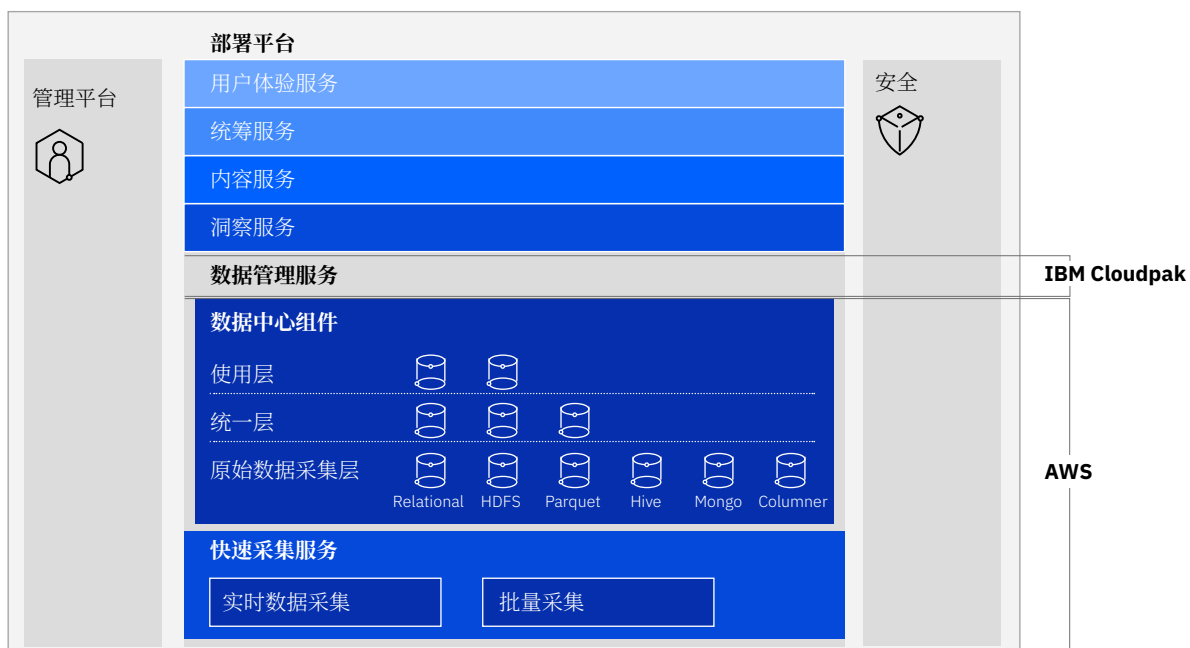 部署平台
管理平台
用户体验服务
安全
统筹服务
内容服务
洞察服务
数据管理服务
IBM Cloudpak
数据中心组件
使用层
统一层
原始数据采集层
AWS
Relational HDFS Parquet Hive Mongo Columner
快速采集服务
实时数据采集 批量采集